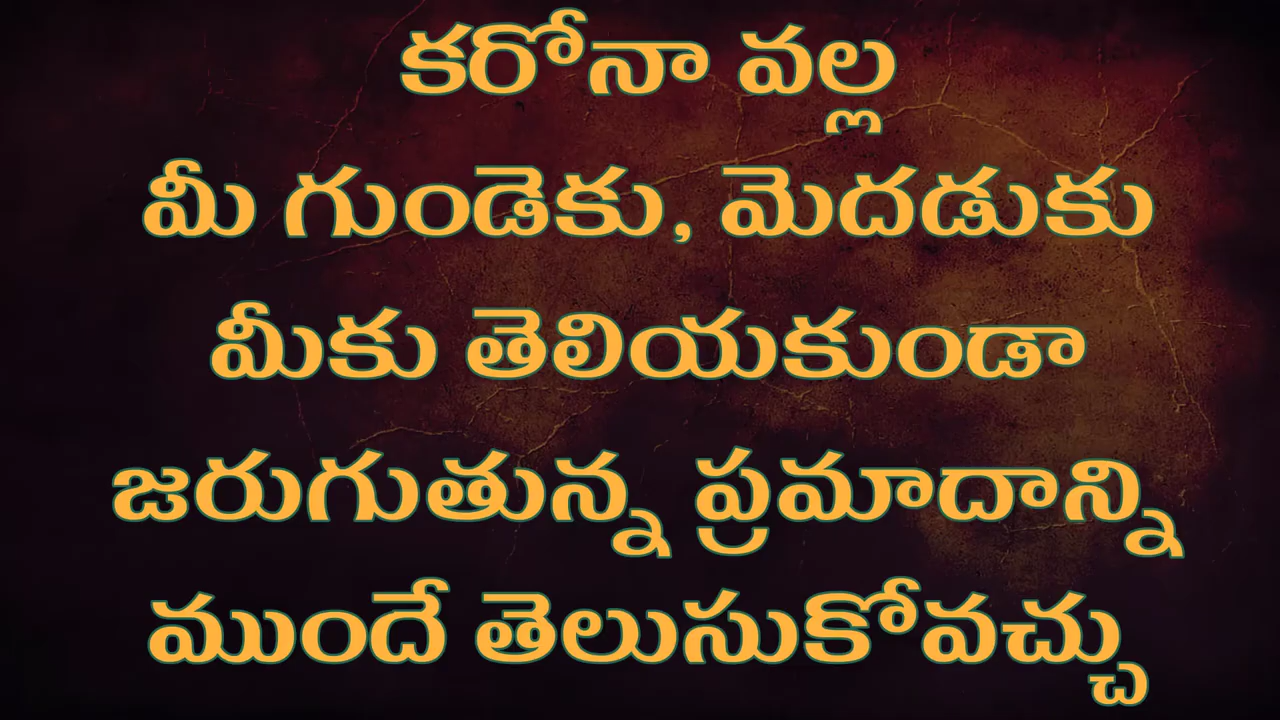 కరోనా వల్ల
మీ గుండెకు, మెదడుకు
మీకు తెలియకుండా
జరుగుతున్న ప్రమాదాన్ని
ముందే తెలుసుకోవచ్చు